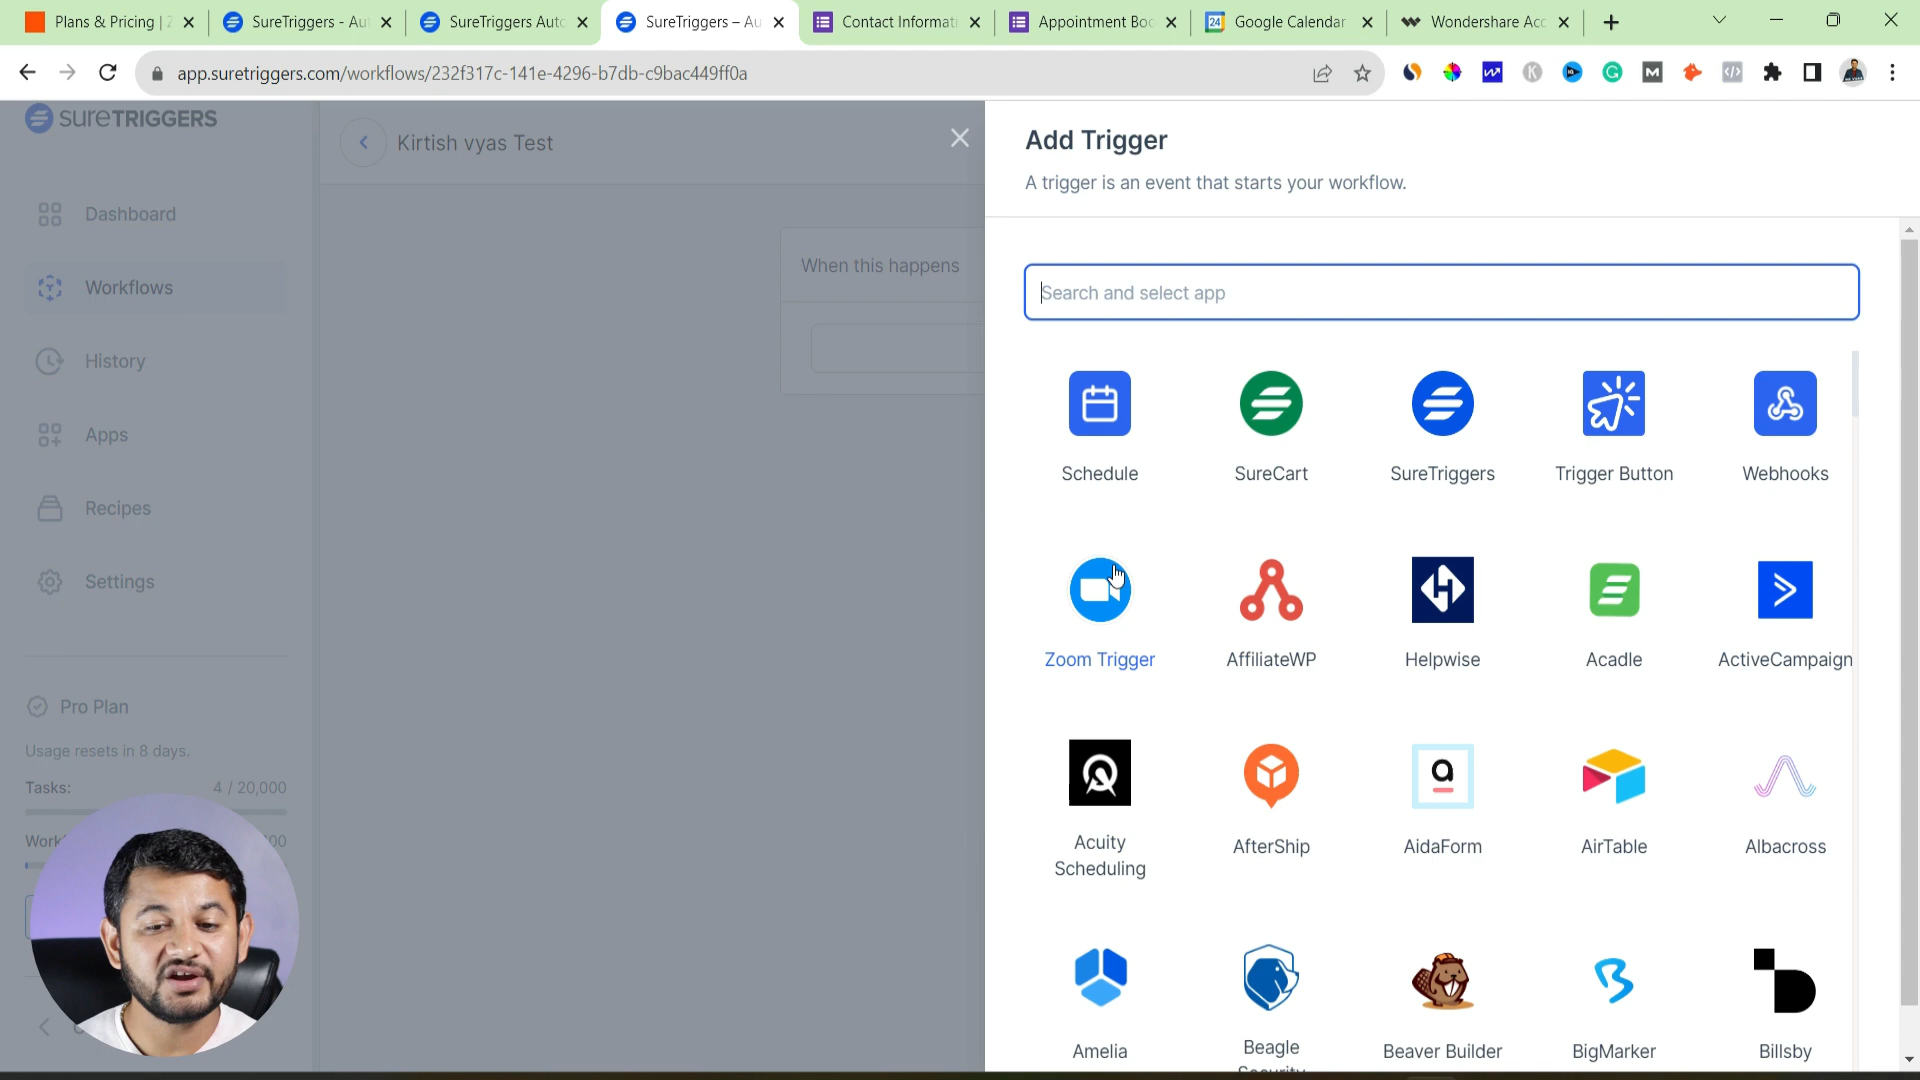 Plans & Pricing | Z
SureTriggers - Aut
SureTriggers Auto
SureTriggers – Au
Contact Informati
Appointment Boo
Google Calendar
Wondershare Acc
app.suretriggers.com/workflows/232f317c-141e-4296-b7db-c9bac449ff0a
SURETRIGGERS
Dashboard
Workflows
History
Apps
Recipes
Settings
Pro Plan
Usage resets in 8 days.
Tasks: 4 / 20,000
Kirtish vyas Test
When this happens
Add Trigger
A trigger is an event that starts your workflow.
Search and select app
Schedule
SureCart
SureTriggers
Trigger Button
Webhooks
Zoom Trigger
AffiliateWP
Helpwise
Acadle
ActiveCampaign
Acuity
Scheduling
AfterShip
AidaForm
AirTable
Albacross
Amelia
Beagle
Security
Beaver Builder
BigMarker
Billsby